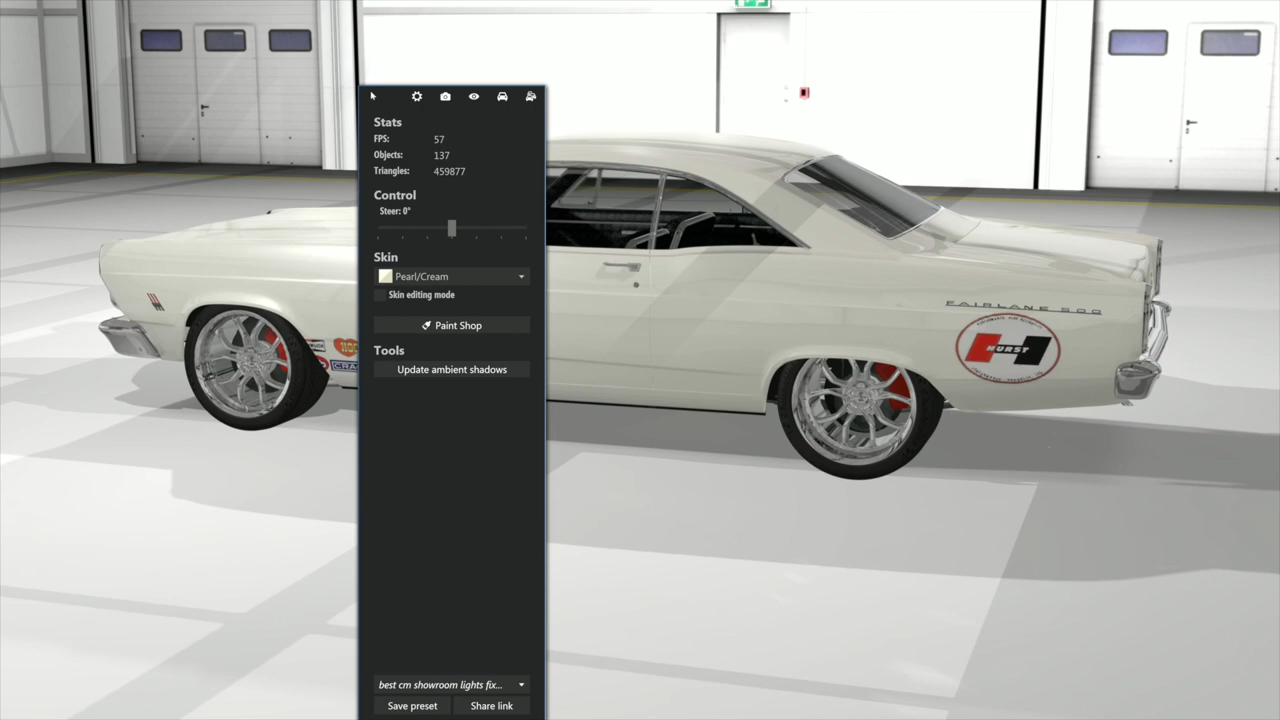 Stats
FPS: 57
Objects: 137
Triangles: 459877
Control
Steer: 0°
Skin
Pearl/Cream
Skin editing mode
Paint Shop
Tools
Update ambient shadows
best cm showroom lights fix...
Save preset Share link
FAIRLANE 500
HURST